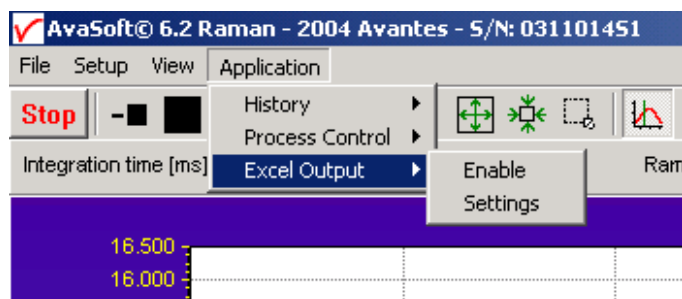 AvaSoft© 6.2 Raman - 2004 Avantes - S/N: 031101451
File Setup View Application
Stop
History
Process Control
Integration time [ms] Excel Output Enable Ram
Settings
16.500
16.000